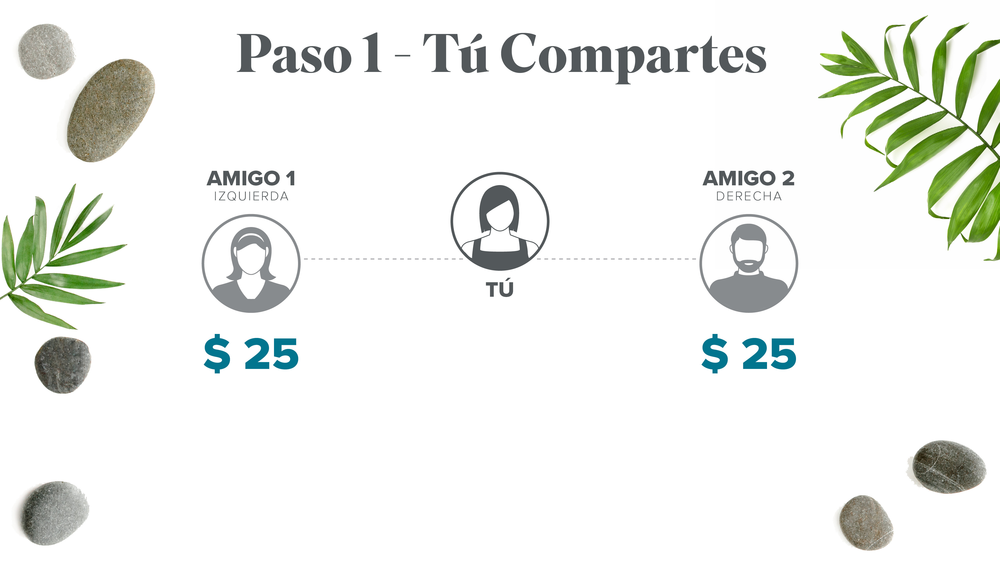 Paso 1 – Tú Compartes
AMIGO 1
IZQUIERDA
TÚ
AMIGO 2
DERECHA
$ 25
$ 25